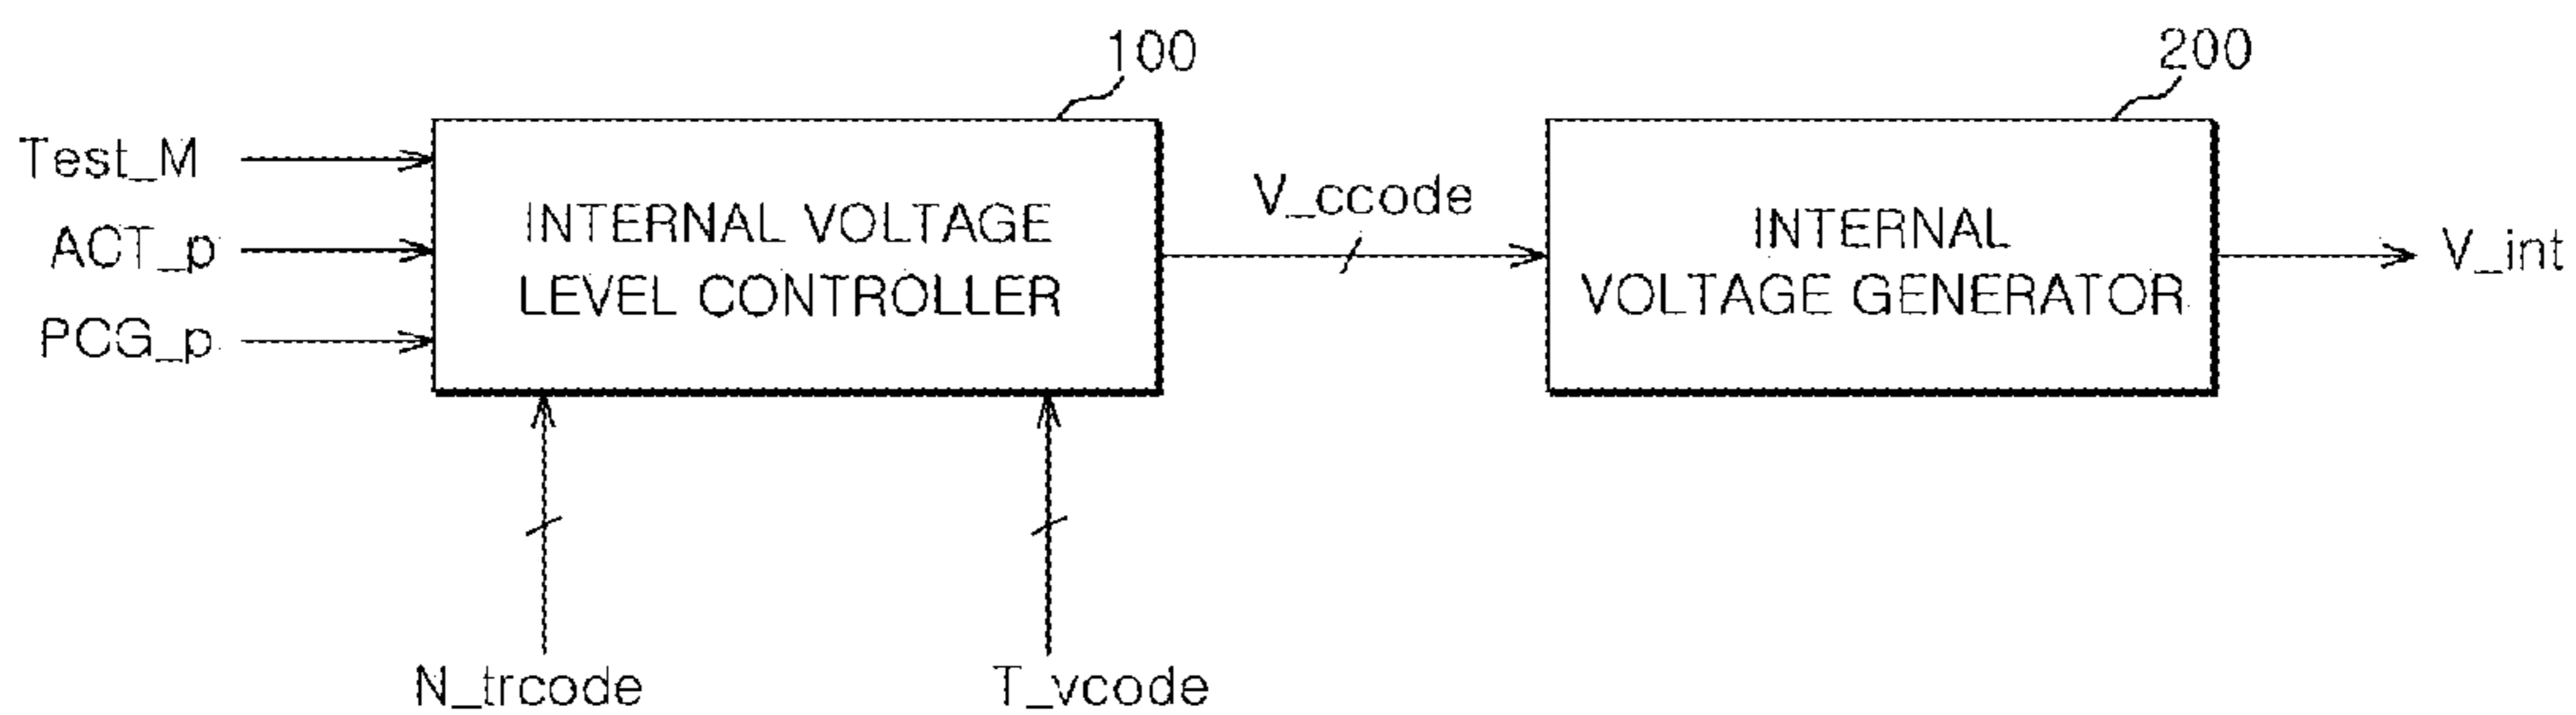 100
200
Test_M
ACT_p
PCG_p
INTERNAL VOLTAGE
LEVEL CONTROLLER
V_ccode
INTERNAL
VOLTAGE GENERATOR
V_int
N_trcode
T_vcode